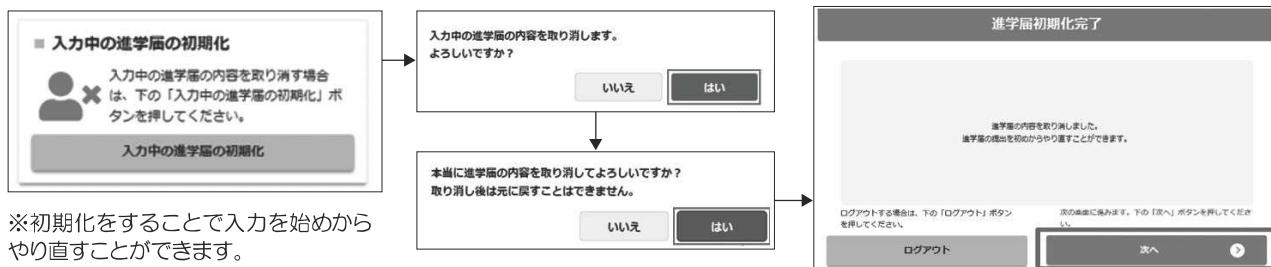 ■ 入力中の進学届の初期化
入力中の進学届の内容を取り消す場合
は、下の「入力中の進学届の初期化」ボ
タンを押してください。
入力中の進学届の初期化
※初期化をすることで入力を始めから
やり直すことができます。
入力中の進学届の内容を取り消します。
よろしいですか？
いいえ
はい
本当に進学届の内容を取り消してよろしいですか？
取り消し後は元に戻すことはできません。
いいえ
はい
進学届初期化完了
進学届の内容を取り消しました。
進学届の提出を初めからやり直すことができます。
ログアウトする場合は、下の「ログアウト」ボタン
を押してください。
ログアウト
次の画面に進みます。下の「次へ」ボタンを押してくださ
い。
次へ